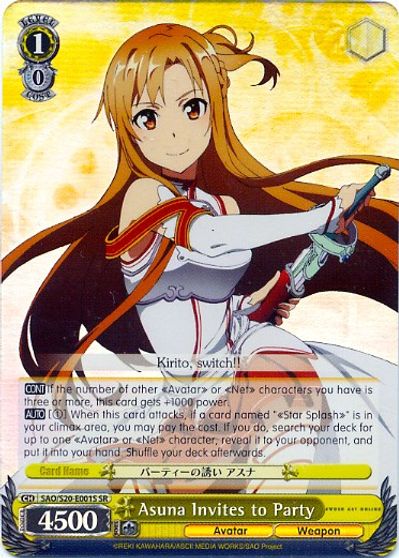 LEVEL
1
0
COST
Kirito, switch!!
CONT If the number of other «Avatar» or «Net» characters you have is
three or more, this card gets +1000 power.
AUTO [①] When this card attacks, if a card named "«Star Splash»" is in
your climax area, you may pay the cost. If you do, search your deck for
up to one «Avatar» or «Net» character, reveal it to your opponent, and
put it into your hand. Shuffle your deck afterwards.
Card Name
パーティーの誘い アスナ
CH SAO/S20-E001S SR
SWORD ART ONLINE
POWER
4500
Asuna Invites to Party
Avatar
Weapon
©REKI KAWAHARA/ASCII MEDIA WORKS/SAO Project